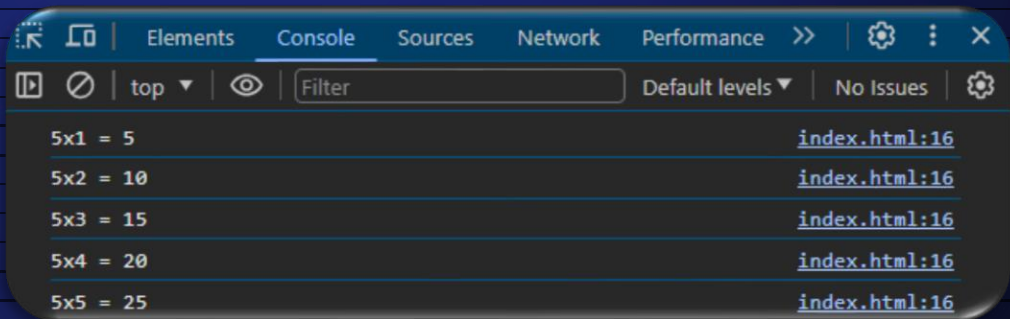 Elements Console Sources Network Performance
top Filter Default levels No Issues
5x1 = 5 index.html:16
5x2 = 10 index.html:16
5x3 = 15 index.html:16
5x4 = 20 index.html:16
5x5 = 25 index.html:16